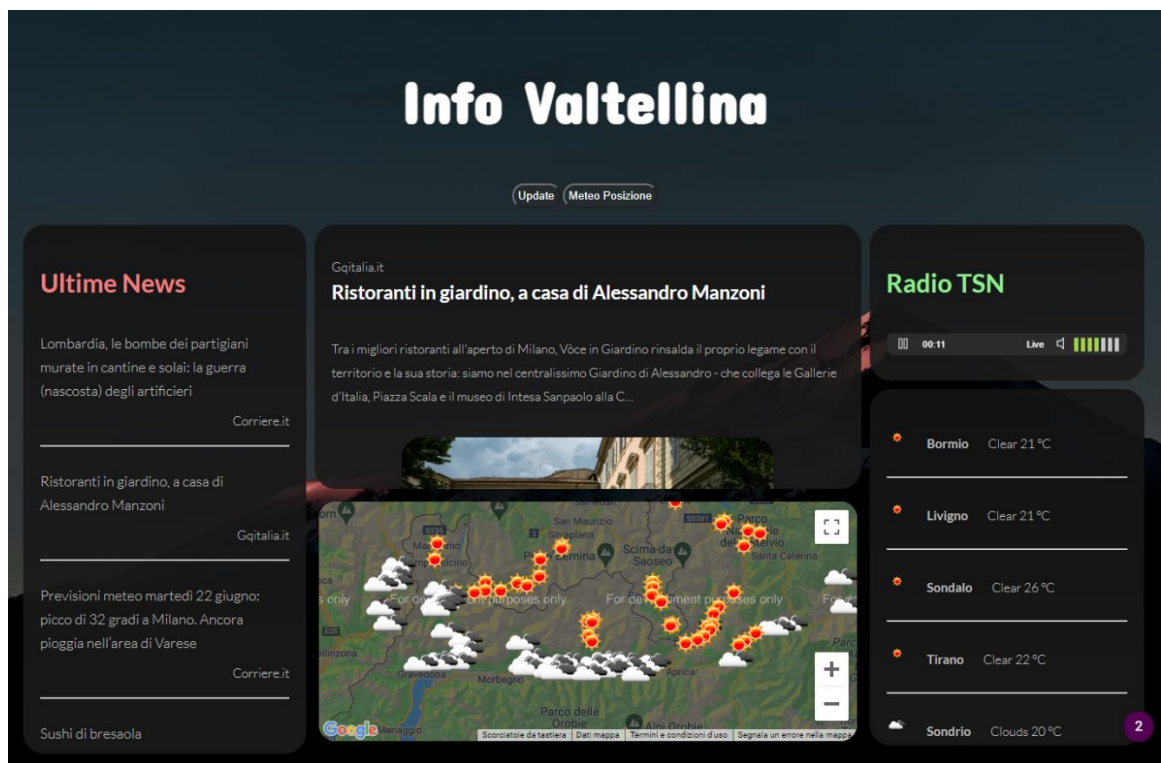 Info Valtellina
Update
Meteo Posizione
Ultime News
Lombardia, le bombe dei partigiani
murate in cantine e solai: la guerra
(nascosta) degli artificieri
Corriere.it
Ristoranti in giardino, a casa di
Alessandro Manzoni
Gqitalia.it
Previsioni meteo martedì 22 giugno:
picco di 32 gradi a Milano. Ancora
pioggia nell'area di Varese
Corriere.it
Sushi di bresaola
Gqitalia.it
Ristoranti in giardino, a casa di Alessandro Manzoni
Tra i migliori ristoranti all'aperto di Milano, Vòce in Giardino rinsalda il proprio legame con il
territorio e la sua storia: siamo nel centralissimo Giardino di Alessandro - che collega le Gallerie
d'Italia, Piazza Scala e il museo di Intesa Sanpaolo alla C...
San Maurizio
Silvaplana
Scima-da
Saoseo
Santa Caterina
For development purposes only
Gravedona
Morbegno
Aprica
Parco delle
Orobie
Alpi Orobie
Google
Menaggio
Scorciatoie da tastiera
Dati mappa
Termini e condizioni d'uso
Segnala un errore nella mappa
Radio TSN
00:11
Live
Bormio Clear 21 °C
Livigno Clear 21 °C
Sondalo Clear 26 °C
Tirano Clear 22 °C
Sondrio Clouds 20 °C
2